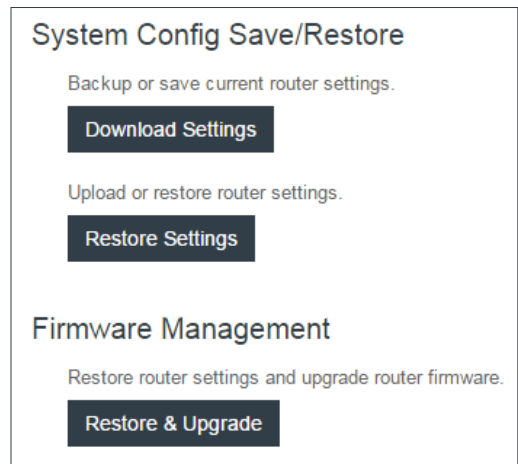 System Config Save/Restore
Backup or save current router settings.
Download Settings
Upload or restore router settings.
Restore Settings
Firmware Management
Restore router settings and upgrade router firmware.
Restore & Upgrade